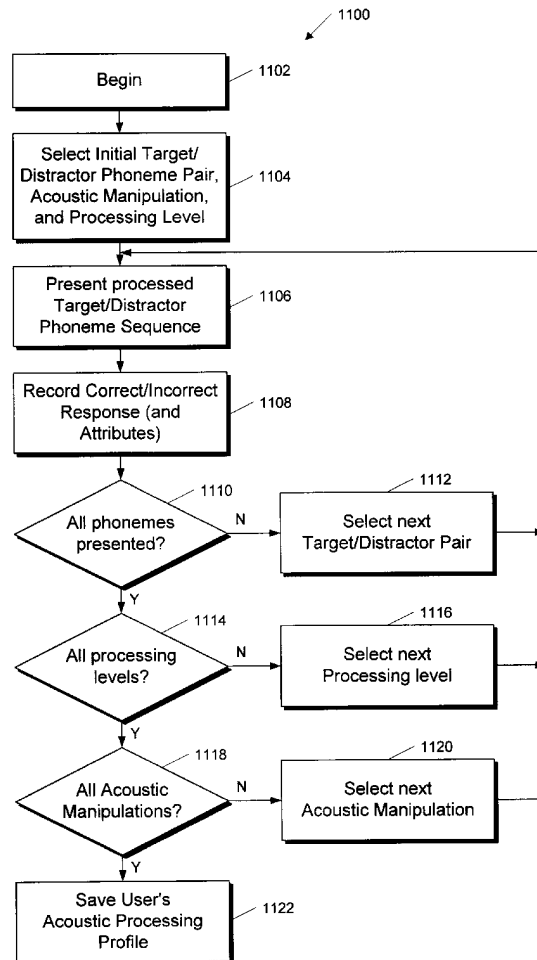 1100
Begin
1102
Select Initial Target/
Distractor Phoneme Pair,
Acoustic Manipulation,
and Processing Level
1104
Present processed
Target/Distractor
Phoneme Sequence
1106
Record Correct/Incorrect
Response (and
Attributes)
1108
All phonemes
presented?
1110
N
Y
1112
Select next
Target/Distractor Pair
All processing
levels?
1114
N
Y
1116
Select next
Processing level
All Acoustic
Manipulations?
1118
N
Y
1120
Select next
Acoustic Manipulation
Save User's
Acoustic Processing
Profile
1122